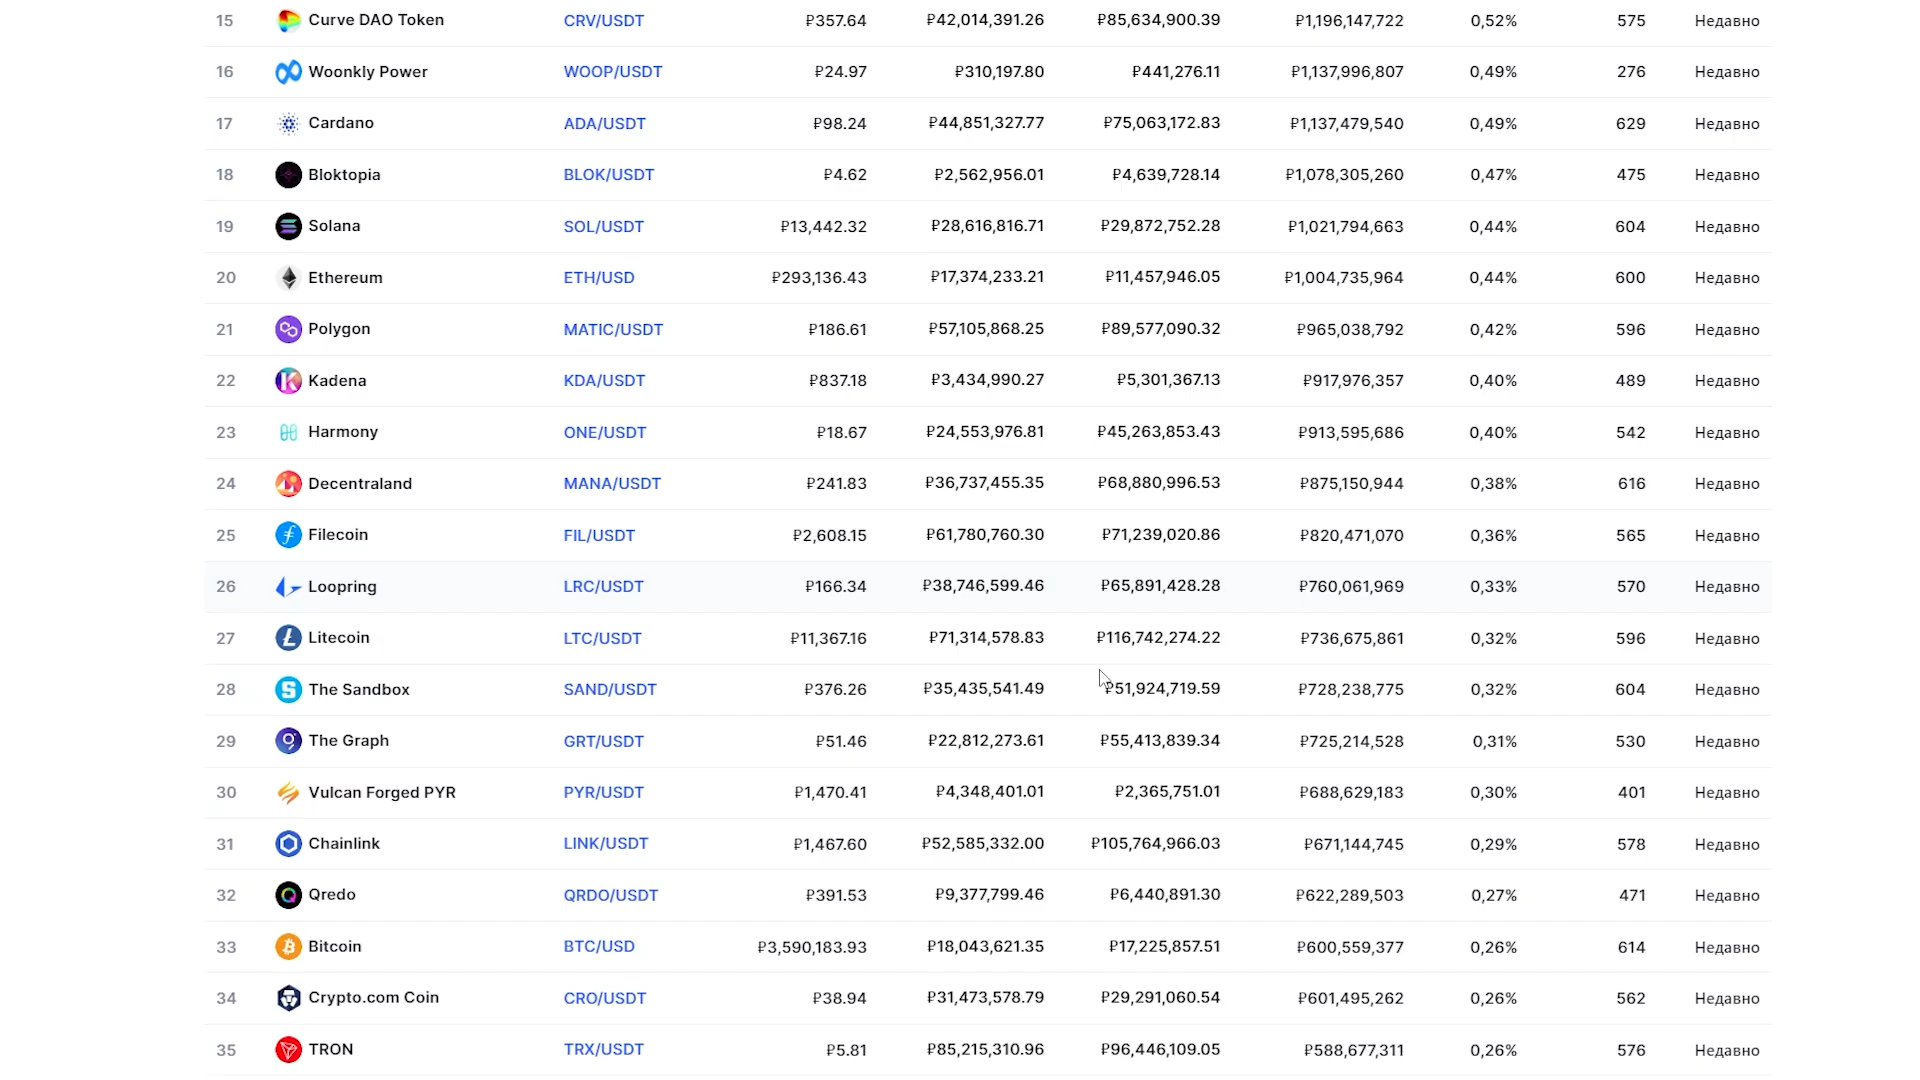 15 Curve DAO Token CRV/USDT ₽357.64 ₽42,014,391.26 ₽85,634,900.39 ₽1,196,147,722 0,52% 575 Недавно
16 Woonkly Power WOOP/USDT ₽24.97 ₽310,197.80 ₽441,276.11 ₽1,137,996,807 0,49% 276 Недавно
17 Cardano ADA/USDT ₽98.24 ₽44,851,327.77 ₽75,063,172.83 ₽1,137,479,540 0,49% 629 Недавно
18 Bloktopia BLOK/USDT ₽4.62 ₽2,562,956.01 ₽4,639,728.14 ₽1,078,305,260 0,47% 475 Недавно
19 Solana SOL/USDT ₽13,442.32 ₽28,616,816.71 ₽29,872,752.28 ₽1,021,794,663 0,44% 604 Недавно
20 Ethereum ETH/USD ₽293,136.43 ₽17,374,233.21 ₽11,457,946.05 ₽1,004,735,964 0,44% 600 Недавно
21 Polygon MATIC/USDT ₽186.61 ₽57,105,868.25 ₽89,577,090.32 ₽965,038,792 0,42% 596 Недавно
22 Kadena KDA/USDT ₽837.18 ₽3,434,990.27 ₽5,301,367.13 ₽917,976,357 0,40% 489 Недавно
23 Harmony ONE/USDT ₽18.67 ₽24,553,976.81 ₽45,263,853.43 ₽913,595,686 0,40% 542 Недавно
24 Decentraland MANA/USDT ₽241.83 ₽36,737,455.35 ₽68,880,996.53 ₽875,150,944 0,38% 616 Недавно
25 Filecoin FIL/USDT ₽2,608.15 ₽61,780,760.30 ₽71,239,020.86 ₽820,471,070 0,36% 565 Недавно
26 Loopring LRC/USDT ₽166.34 ₽38,746,599.46 ₽65,891,428.28 ₽760,061,969 0,33% 570 Недавно
27 Litecoin LTC/USDT ₽11,367.16 ₽71,314,578.83 ₽116,742,274.22 ₽736,675,861 0,32% 596 Недавно
28 The Sandbox SAND/USDT ₽376.26 ₽35,435,541.49 ₽51,924,719.59 ₽728,238,775 0,32% 604 Недавно
29 The Graph GRT/USDT ₽51.46 ₽22,812,273.61 ₽55,413,839.34 ₽725,214,528 0,31% 530 Недавно
30 Vulcan Forged PYR PYR/USDT ₽1,470.41 ₽4,348,401.01 ₽2,365,751.01 ₽688,629,183 0,30% 401 Недавно
31 Chainlink LINK/USDT ₽1,467.60 ₽52,585,332.00 ₽105,764,966.03 ₽671,144,745 0,29% 578 Недавно
32 Qredo QRDO/USDT ₽391.53 ₽9,377,799.46 ₽6,440,891.30 ₽622,289,503 0,27% 471 Недавно
33 Bitcoin BTC/USD ₽3,590,183.93 ₽18,043,621.35 ₽17,225,857.51 ₽600,559,377 0,26% 614 Недавно
34 Crypto.com Coin CRO/USDT ₽38.94 ₽31,473,578.79 ₽29,291,060.54 ₽601,495,262 0,26% 562 Недавно
35 TRON TRX/USDT ₽5.81 ₽85,215,310.96 ₽96,446,109.05 ₽588,677,311 0,26% 576 Недавно